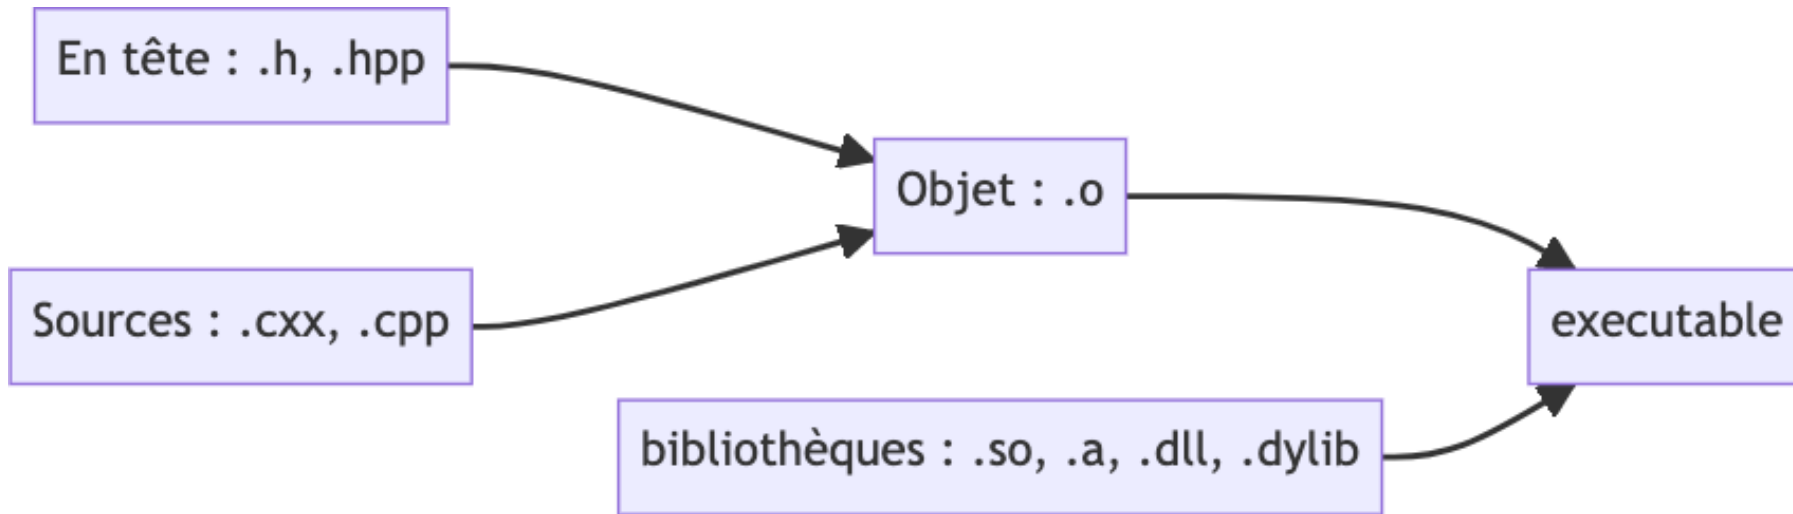 En tête : .h, .hpp
Objet : .o
Sources : .cxx, .cpp
executable
bibliothèques : .so, .a, .dll, .dylib